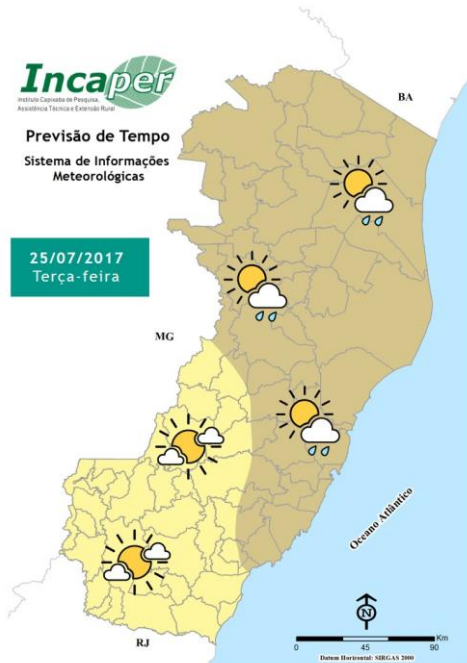 Incaper
Instituto Capixaba de Pesquisa,
Assistência Técnica e Extensão Rural
Previsão de Tempo
Sistema de Informações
Meteorológicas
25/07/2017
Terça-feira
BA
MG
Oceano Atlântico
RJ
N
Km
0 45 90
Datum Horizontal: SIRGAS 2000